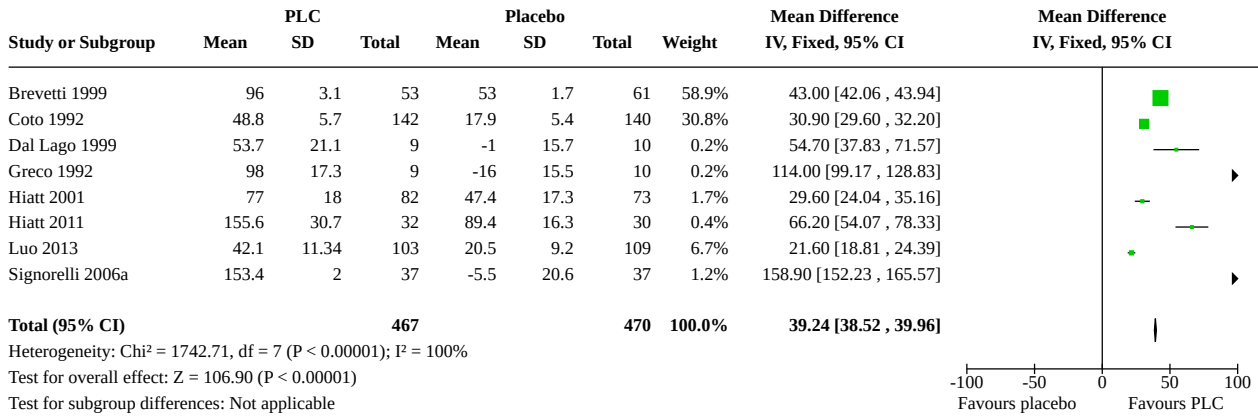 PLC Placebo Mean Difference Mean Difference
Study or Subgroup Mean SD Total Mean SD Total Weight IV, Fixed, 95% CI IV, Fixed, 95% CI
Brevetti 1999 96 3.1 53 53 1.7 61 58.9% 43.00 [42.06 , 43.94]
Coto 1992 48.8 5.7 142 17.9 5.4 140 30.8% 30.90 [29.60 , 32.20]
Dal Lago 1999 53.7 21.1 9 -1 15.7 10 0.2% 54.70 [37.83 , 71.57]
Greco 1992 98 17.3 9 -16 15.5 10 0.2% 114.00 [99.17 , 128.83]
Hiatt 2001 77 18 82 47.4 17.3 73 1.7% 29.60 [24.04 , 35.16]
Hiatt 2011 155.6 30.7 32 89.4 16.3 30 0.4% 66.20 [54.07 , 78.33]
Luo 2013 42.1 11.34 103 20.5 9.2 109 6.7% 21.60 [18.81 , 24.39]
Signorelli 2006a 153.4 2 37 -5.5 20.6 37 1.2% 158.90 [152.23 , 165.57]
Total (95% CI) 467 470 100.0% 39.24 [38.52 , 39.96]
Heterogeneity: Chi² = 1742.71, df = 7 (P < 0.00001); I² = 100%
Test for overall effect: Z = 106.90 (P < 0.00001)
-100 -50 0 50 100
Test for subgroup differences: Not applicable Favours placebo Favours PLC